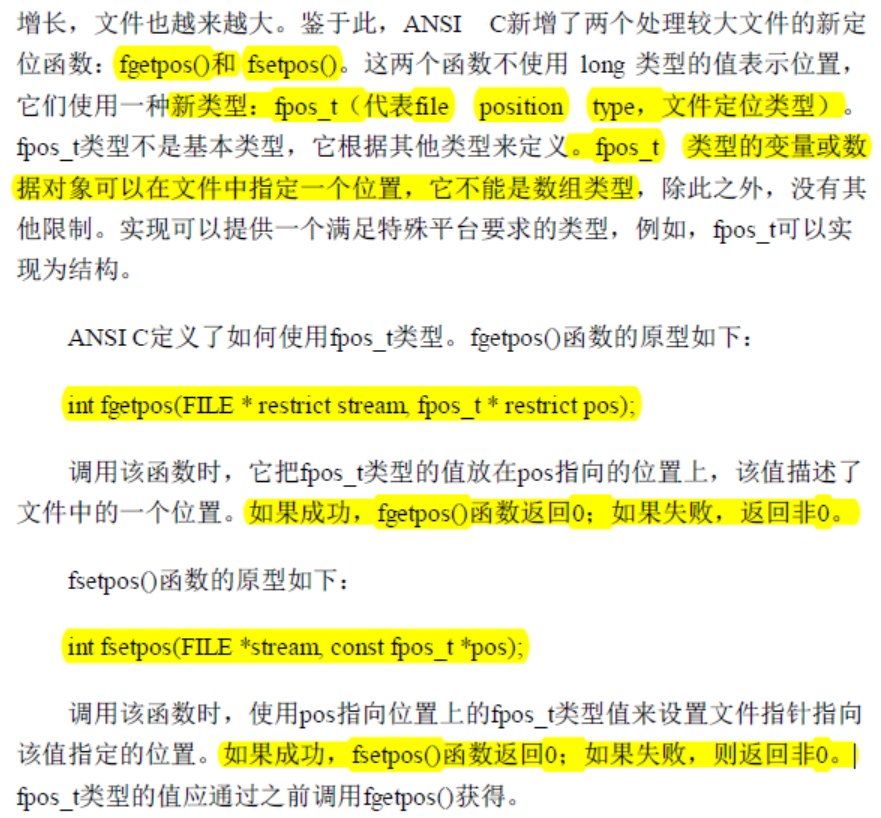 增长，文件也越来越大。鉴于此，ANSI C新增了两个处理较大文件的新定
位函数：fgetpos()和 fsetpos()。这两个函数不使用 long 类型的值表示位置，
它们使用一种新类型：fpos_t（代表file position type，文件定位类型）。
fpos_t类型不是基本类型，它根据其他类型来定义。fpos_t 类型的变量或数
据对象可以在文件中指定一个位置，它不能是数组类型，除此之外，没有其
他限制。实现可以提供一个满足特殊平台要求的类型，例如，fpos_t可以实
现为结构。
ANSI C定义了如何使用fpos_t类型。fgetpos()函数的原型如下：
int fgetpos(FILE * restrict stream, fpos_t * restrict pos);
调用该函数时，它把fpos_t类型的值放在pos指向的位置上，该值描述了
文件中的一个位置。如果成功，fgetpos()函数返回0；如果失败，返回非0。
fsetpos()函数的原型如下：
int fsetpos(FILE *stream, const fpos_t *pos);
调用该函数时，使用pos指向位置上的fpos_t类型值来设置文件指针指向
该值指定的位置。如果成功，fsetpos()函数返回0；如果失败，则返回非0。
fpos_t类型的值应通过之前调用fgetpos()获得。